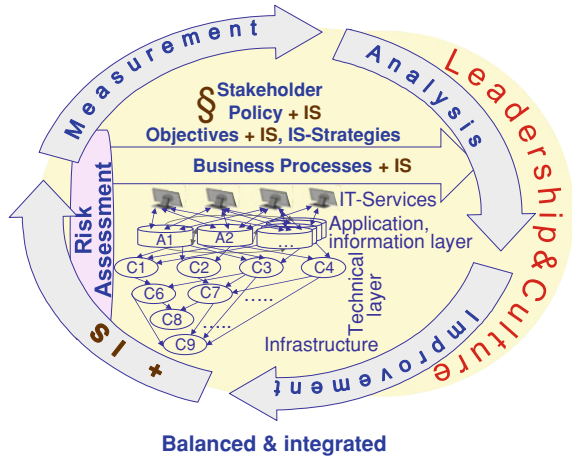 Measurement
Analysis
Leadership&Culture
§ Stakeholder
Policy + IS
Objectives + IS, IS-Strategies
Business Processes + IS
Risk
Assessment
IT-Services
Application,
information layer
A1 A2 ...
C1 C2 C3 C4
C6 C7 .....
C8 .....
C9
Technical
layer
Infrastructure
Improvement
+ IS
Balanced & integrated